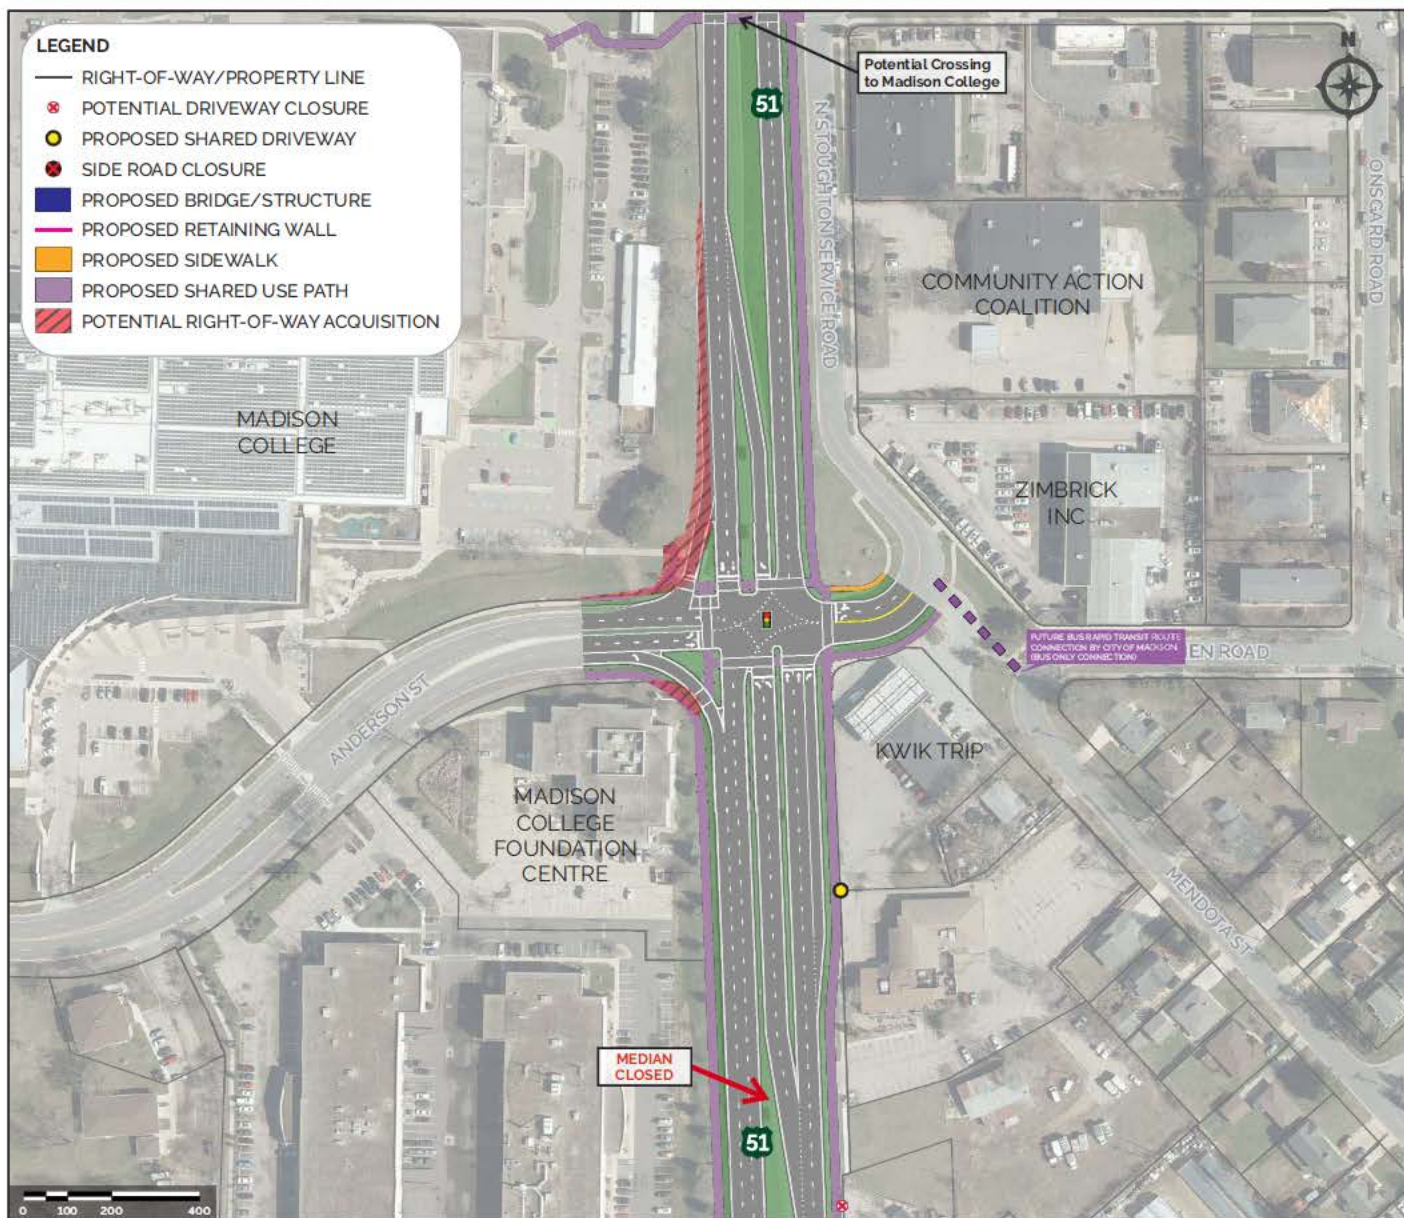 LEGEND
RIGHT-OF-WAY/PROPERTY LINE
POTENTIAL DRIVEWAY CLOSURE
PROPOSED SHARED DRIVEWAY
SIDE ROAD CLOSURE
PROPOSED BRIDGE/STRUCTURE
PROPOSED RETAINING WALL
PROPOSED SIDEWALK
PROPOSED SHARED USE PATH
POTENTIAL RIGHT-OF-WAY ACQUISITION
Potential Crossing
to Madison College
N
51
N STOUGHTON SERVICE ROAD
ONSGARD ROAD
COMMUNITY ACTION
COALITION
MADISON
COLLEGE
ZIMBRICK
INC
FUTURE BUS RAPID TRANSIT ROUTE
CONNECTION BY CITY OF MADISON
(BUS ONLY CONNECTION)
EN ROAD
ANDERSON ST
KWIK TRIP
MADISON
COLLEGE
FOUNDATION
CENTRE
MENDOTA ST
MEDIAN
CLOSED
51
0 100 200 400